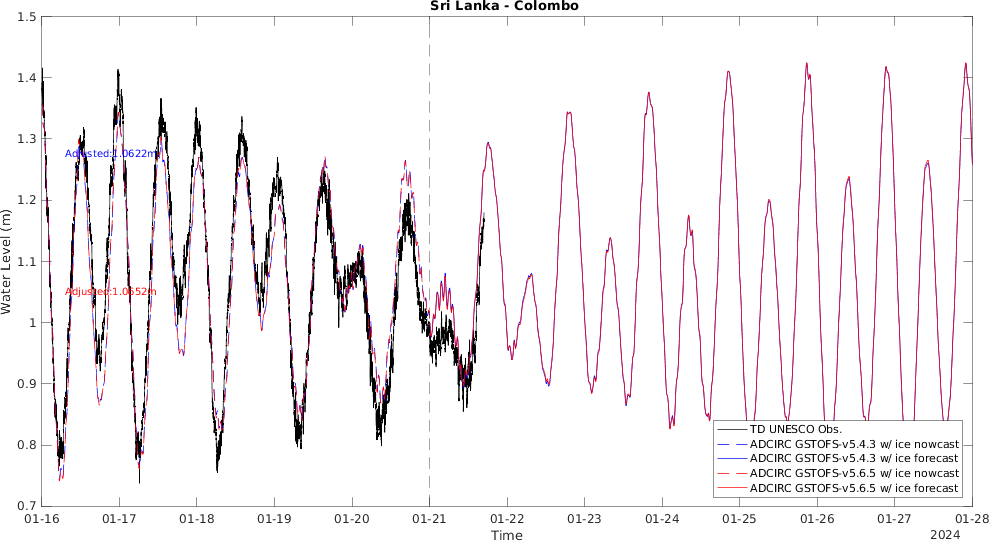 Sri Lanka - Colombo
1.5
1.4
1.3
Adjusted:1.0622m
1.2
1.1
Adjusted:1.0652m
1
0.9
0.8
0.7
Water Level (m)
TD UNESCO Obs.
ADCIRC GSTOFS-v5.4.3 w/ ice nowcast
ADCIRC GSTOFS-v5.4.3 w/ ice forecast
ADCIRC GSTOFS-v5.6.5 w/ ice nowcast
ADCIRC GSTOFS-v5.6.5 w/ ice forecast
01-16 01-17 01-18 01-19 01-20 01-21 01-22 01-23 01-24 01-25 01-26 01-27 01-28
Time
2024